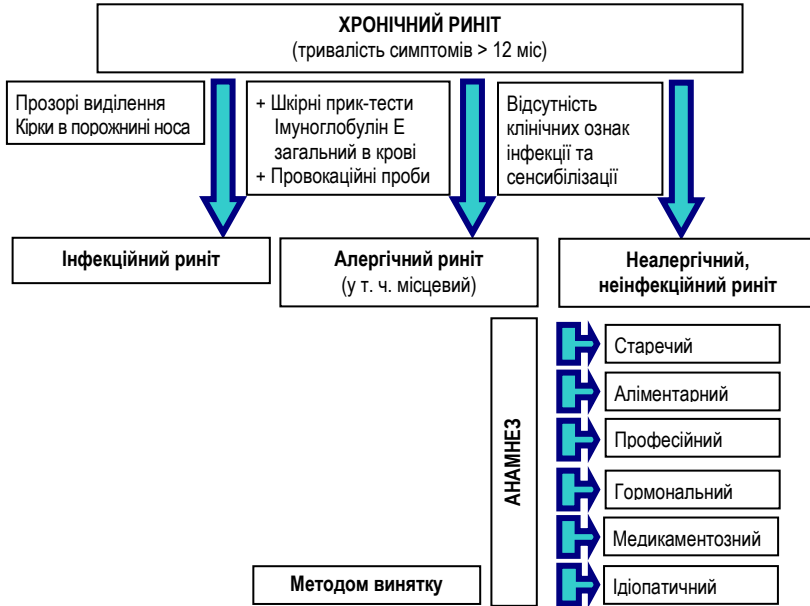 ХРОНІЧНИЙ РИНІТ
(тривалість симптомів > 12 міс)
Прозорі виділення
Кірки в порожнині носа
+ Шкірні прик-тести
Імуноглобулін Е
загальний в крові
+ Провокаційні проби
Відсутність
клінічних ознак
інфекції та
сенсибілізації
Інфекційний риніт
Алергічний риніт
(у т. ч. місцевий)
Неалергічний,
неінфекційний риніт
АНАМНЕЗ
Старечий
Аліментарний
Професійний
Гормональний
Медикаментозний
Методом винятку
Ідіопатичний